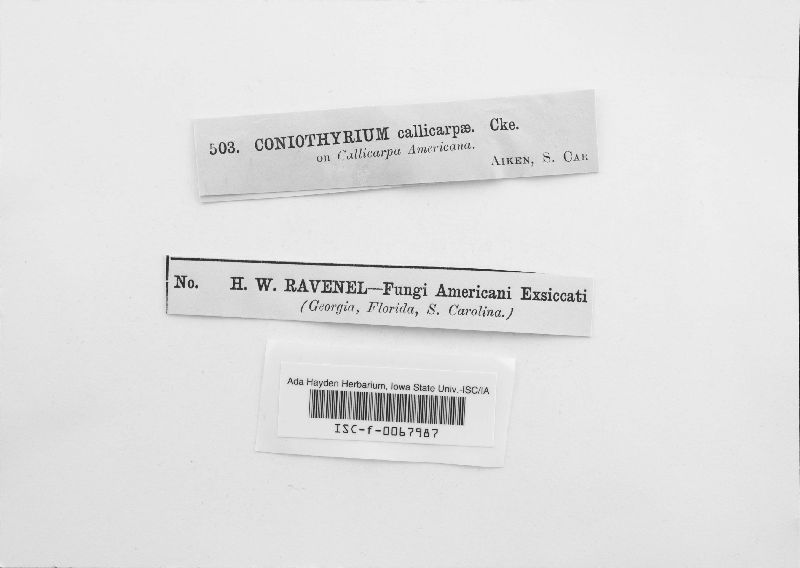 503. CONIOTHYRIUM callicarpæ. Cke.
on Callicarpa Americana.
AIKEN, S. CAR
No. H. W. RAVENEL—Fungi Americani Exsiccati
(Georgia, Florida, S. Carolina.)
Ada Hayden Herbarium, Iowa State Univ.-ISC/IA
ISC-f-0067987